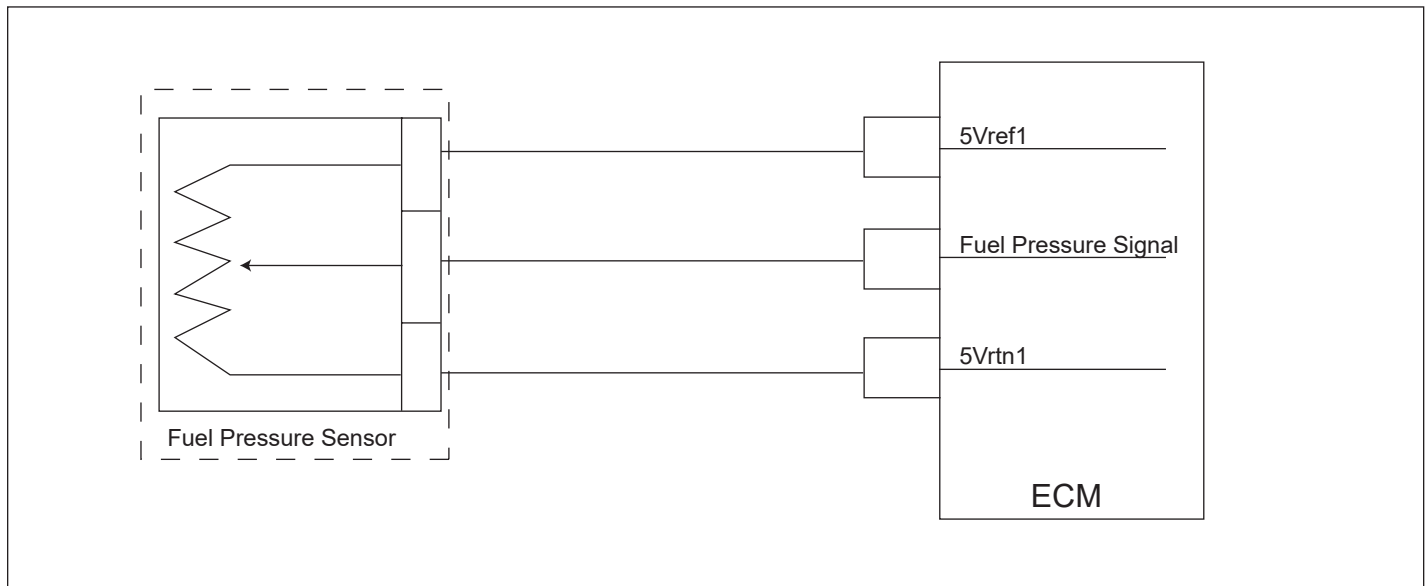 5Vref1
Fuel Pressure Signal
5Vrtn1
Fuel Pressure Sensor
ECM